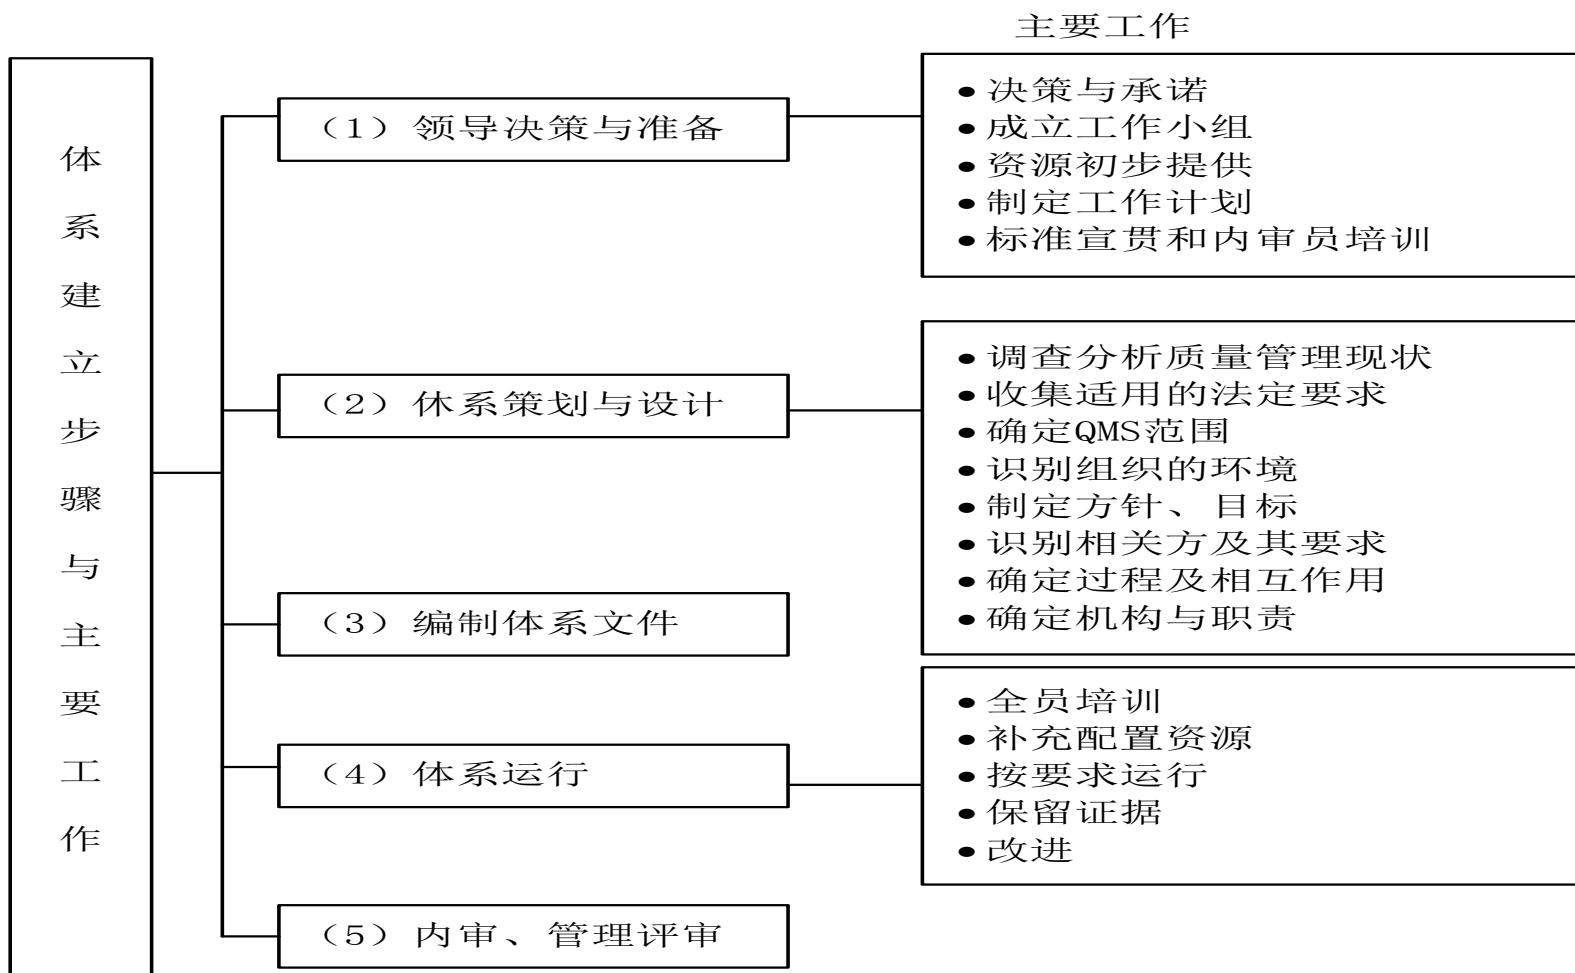 主要工作
体系建立步骤与主要工作
（1）领导决策与准备
●决策与承诺
●成立工作小组
●资源初步提供
●制定工作计划
●标准宣贯和内审员培训
（2）休系策划与设计
●调查分析质量管理现状
●收集适用的法定要求
●确定QMS范围
●识别组织的环境
●制定方针、目标
●识别相关方及其要求
●确定过程及相互作用
●确定机构与职责
（3）编制体系文件
（4）体系运行
●全员培训
●补充配置资源
●按要求运行
●保留证据
●改进
（5）内审、管理评审